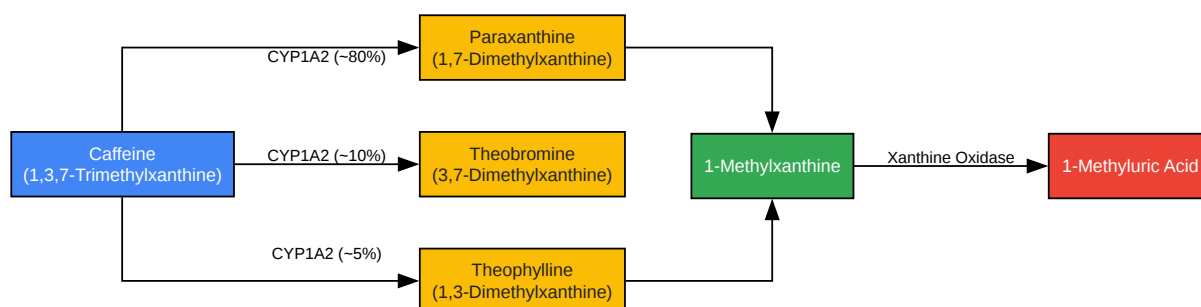 Paraxanthine
(1,7-Dimethylxanthine)
CYP1A2 (~80%)
Caffeine
(1,3,7-Trimethylxanthine)
CYP1A2 (~10%)
Theobromine
(3,7-Dimethylxanthine)
1-Methylxanthine
Xanthine Oxidase
1-Methyluric Acid
CYP1A2 (~5%)
Theophylline
(1,3-Dimethylxanthine)